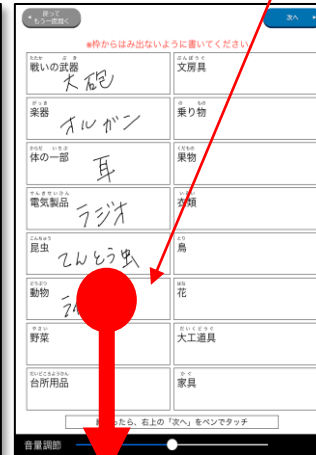 戻って
もう一度聞く
次へ
※枠からはみ出ないように書いてください
たたか ぶき
戦いの武器
大砲
ぶんぼうぐ
文房具
がっき
楽器
オルガン
の もの
乗り物
からだ いちぶ
体の一部
耳
くだもの
果物
でんきせいひん
電気製品
ラジオ
いるい
衣類
こんちゅう
昆虫
てんとう虫
とり
鳥
どうぶつ
動物
はな
花
やさい
野菜
だいくどうぐ
大工道具
だいどころようひん
台所用品
かぐ
家具
ったら、右上の「次へ」をペンでタッチ
音量調節